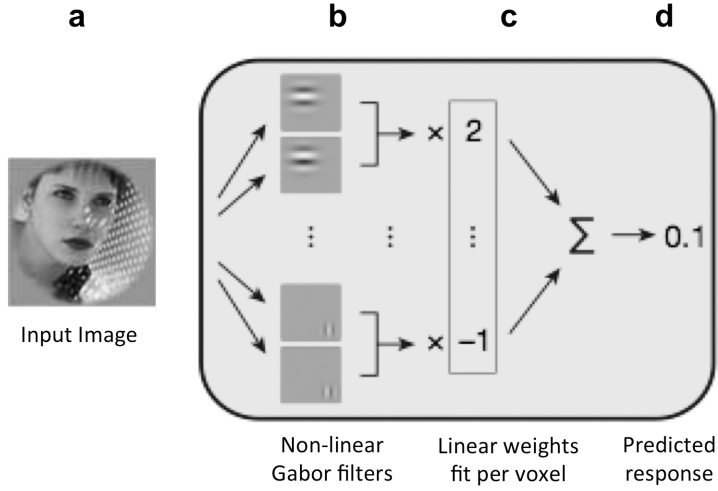 a b c d
× 2
⋮ ⋮ ⋮
Σ 0.1
× −1
Input Image
Non-linear
Gabor filters
Linear weights
fit per voxel
Predicted
response